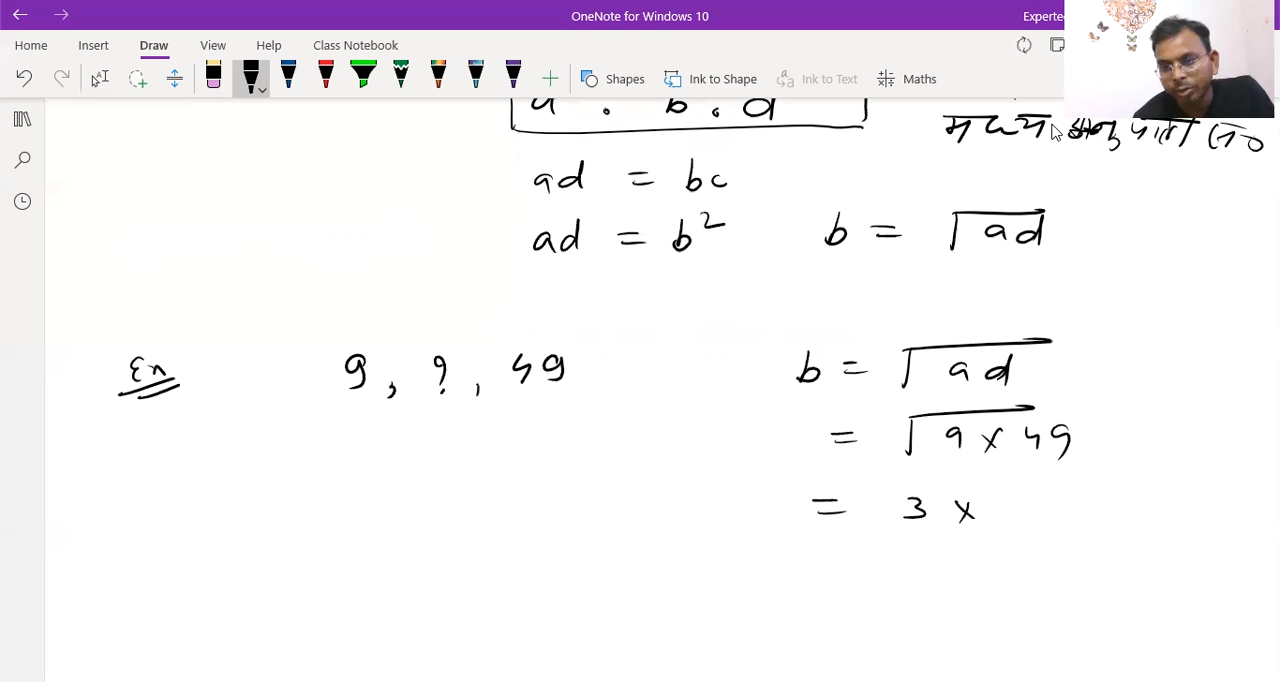 OneNote for Windows 10
Home Insert Draw View Help Class Notebook
Shapes Ink to Shape Ink to Text Maths
a : b : d
ad = bc
ad = b² b = √ad
Ex 9, ?, 49 b = √ad
= √9 × 49
= 3 ×